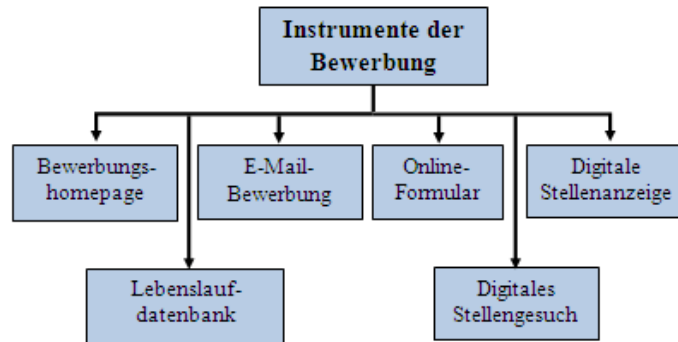 Instrumente der
Bewerbung
Bewerbungs-
homepage
E-Mail-
Bewerbung
Online-
Formular
Digitale
Stellenanzeige
Lebenslauf-
datenbank
Digitales
Stellengesuch